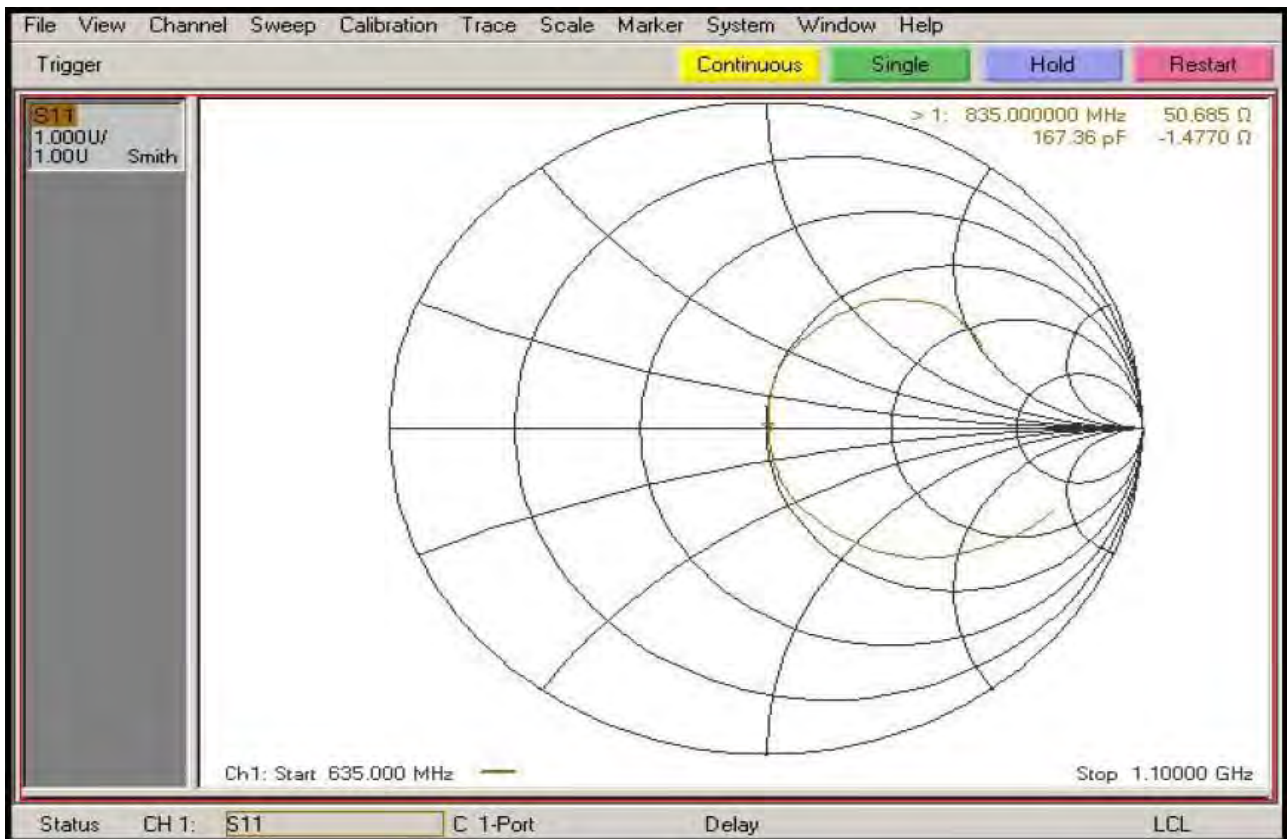 File View Channel Sweep Calibration Trace Scale Marker System Window Help
Trigger Continuous Single Hold Restart
S11
1.000U/
1.00U Smith
> 1: 835.000000 MHz 50.685 Ω
167.36 pF -1.4770 Ω
Ch1: Start 635.000 MHz Stop 1.10000 GHz
Status CH 1: S11 C 1-Port Delay LCL